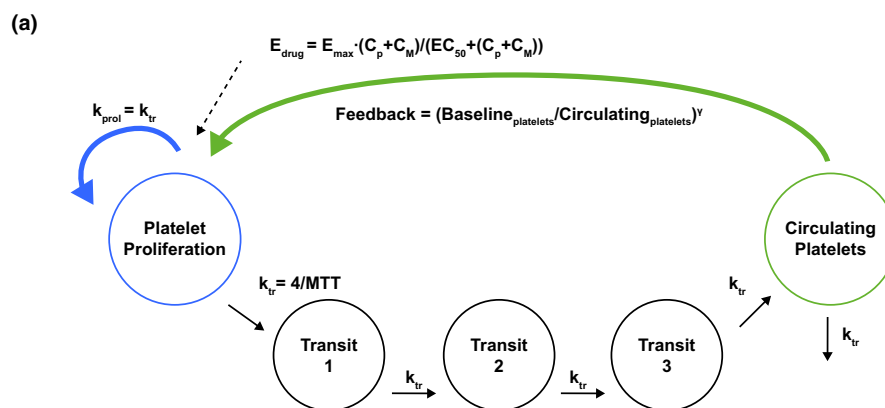 (a)
E_drug = E_max·(C_p+C_M)/(EC_50+(C_p+C_M))
k_prol = k_tr
Feedback = (Baseline_platelets/Circulating_platelets)^γ
Platelet
Proliferation
Circulating
Platelets
k_tr = 4/MTT
k_tr
Transit
1
k_tr
Transit
2
k_tr
Transit
3
k_tr